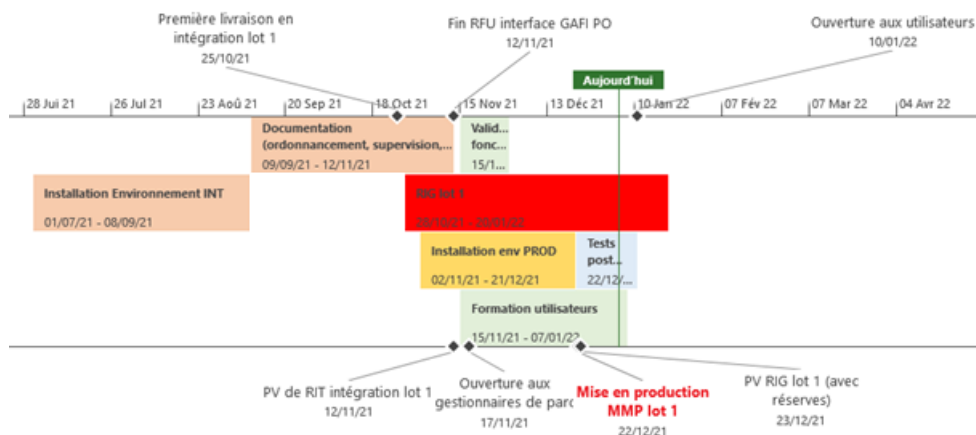 Première livraison en
intégration lot 1
25/10/21
Fin RFU interface GAFI PO
12/11/21
Ouverture aux utilisateurs
10/01/22
Aujourd'hui
28 Jui 21
26 Jul 21
23 Aoû 21
20 Sep 21
18 Oct 21
15 Nov 21
13 Déc 21
10 Jan 22
07 Fév 22
07 Mar 22
04 Avr 22
Documentation
(ordonnancement, supervision,...
09/09/21 - 12/11/21
Valid...
fonc...
15/1...
Installation Environnement INT
01/07/21 - 08/09/21
RIG lot 1
28/10/21 - 20/01/22
Installation env PROD
02/11/21 - 21/12/21
Tests
post...
22/12/...
Formation utilisateurs
15/11/21 - 07/01/22
PV de RIT intégration lot 1
12/11/21
Ouverture aux
gestionnaires de parc
17/11/21
Mise en production
MMP lot 1
22/12/21
PV RIG lot 1 (avec
réserves)
23/12/21